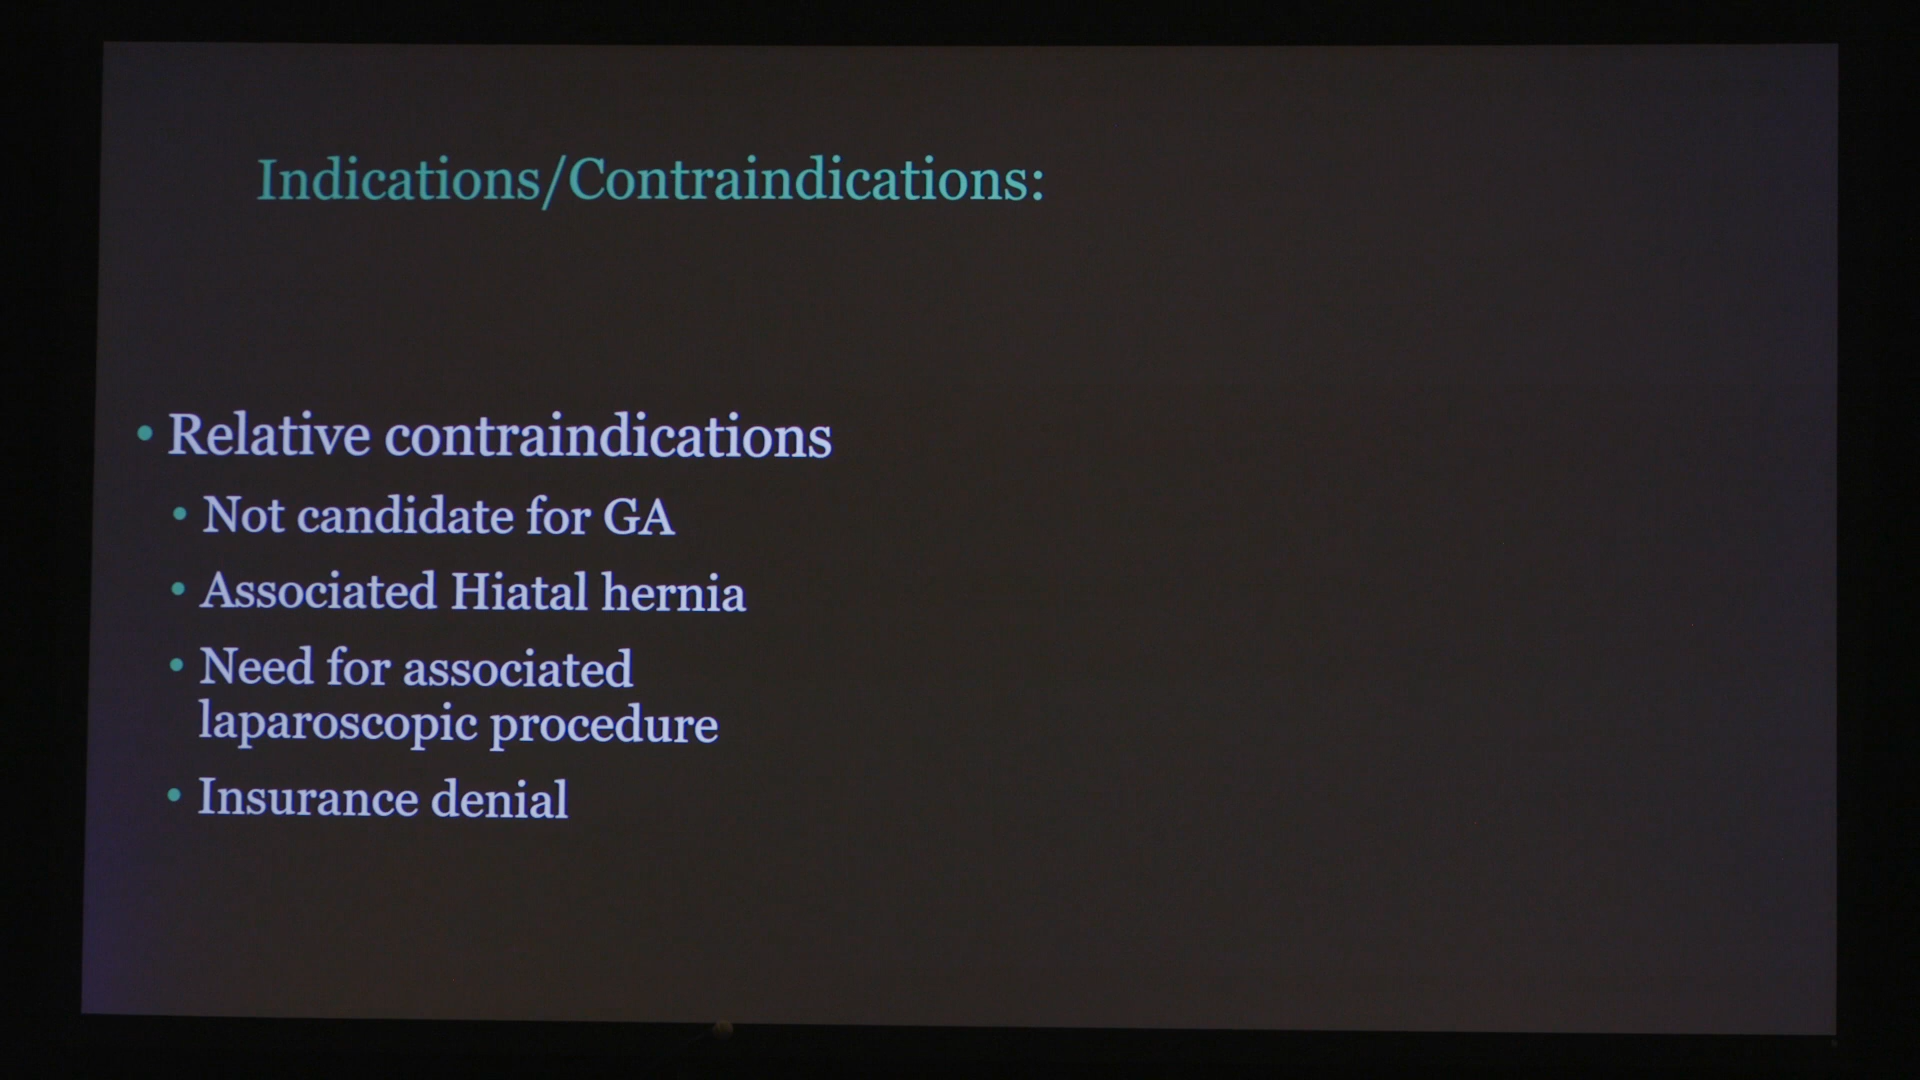 Indications/Contraindications:
• Relative contraindications
• Not candidate for GA
• Associated Hiatal hernia
• Need for associated
laparoscopic procedure
• Insurance denial